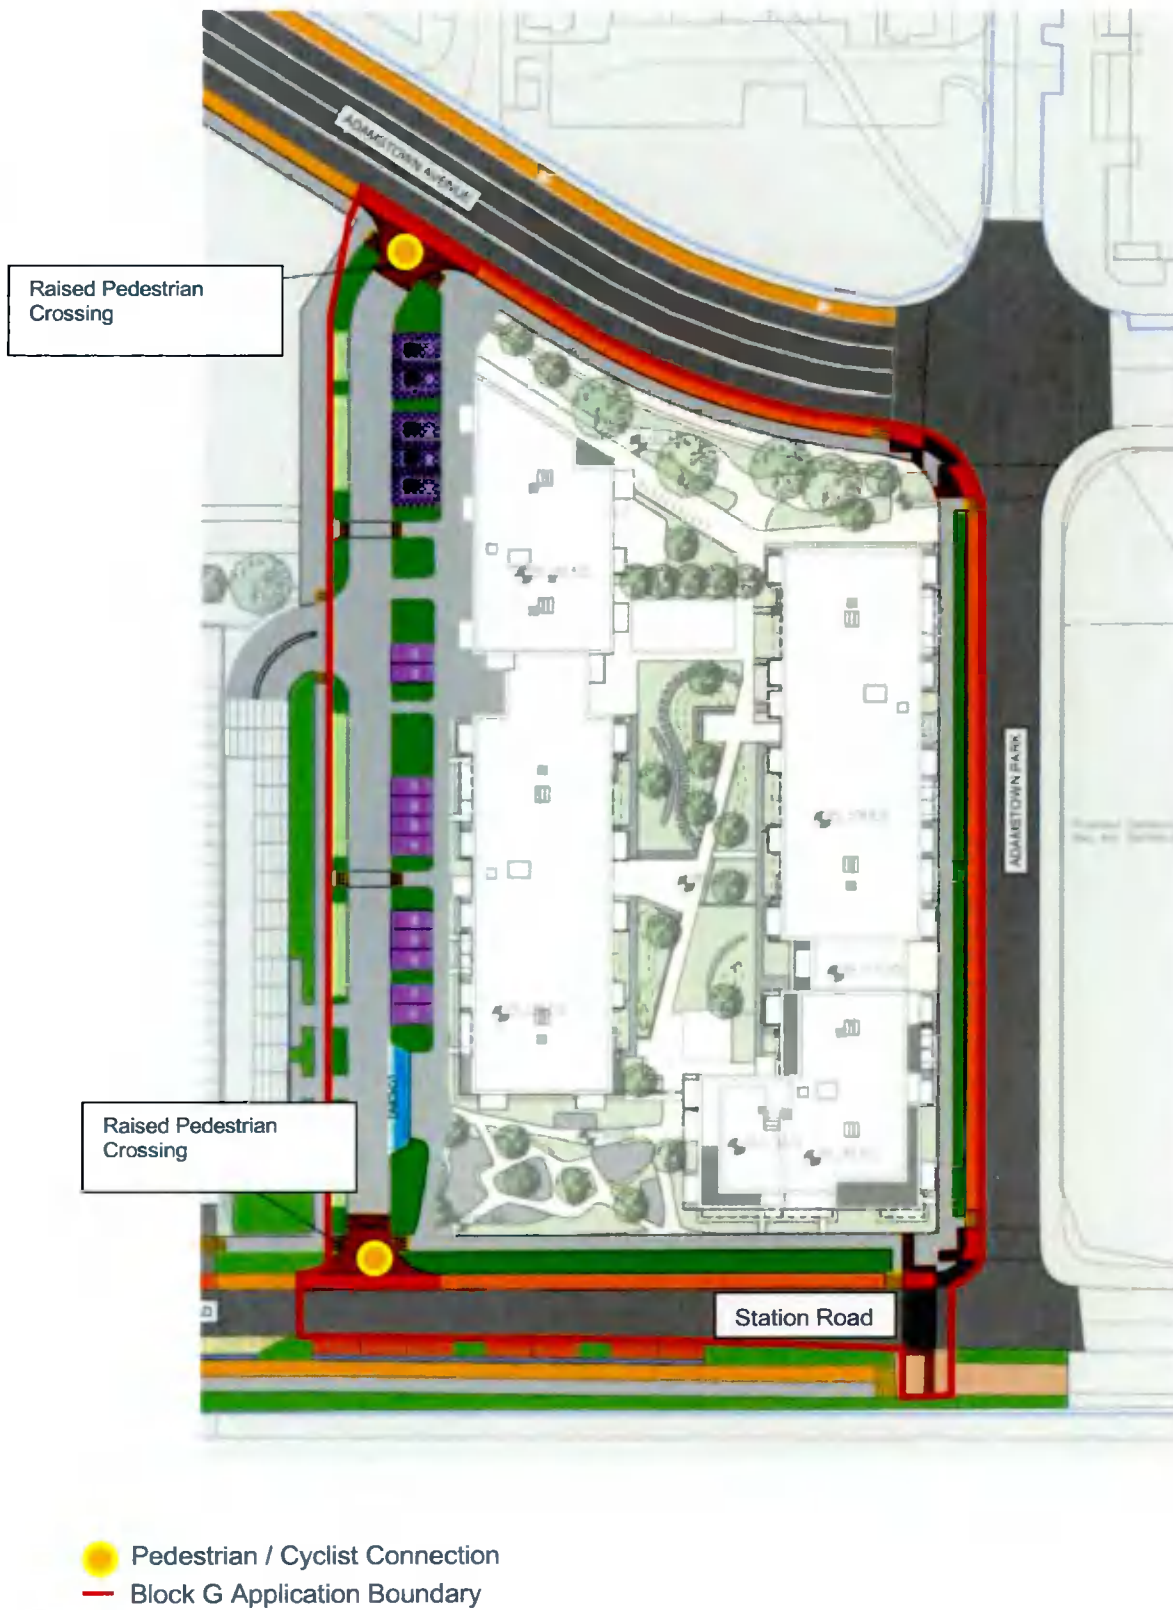 ADAMSTOWN AVENUE
Raised Pedestrian
Crossing
ADAMSTOWN PARK
Raised Pedestrian
Crossing
Station Road
Pedestrian / Cyclist Connection
Block G Application Boundary